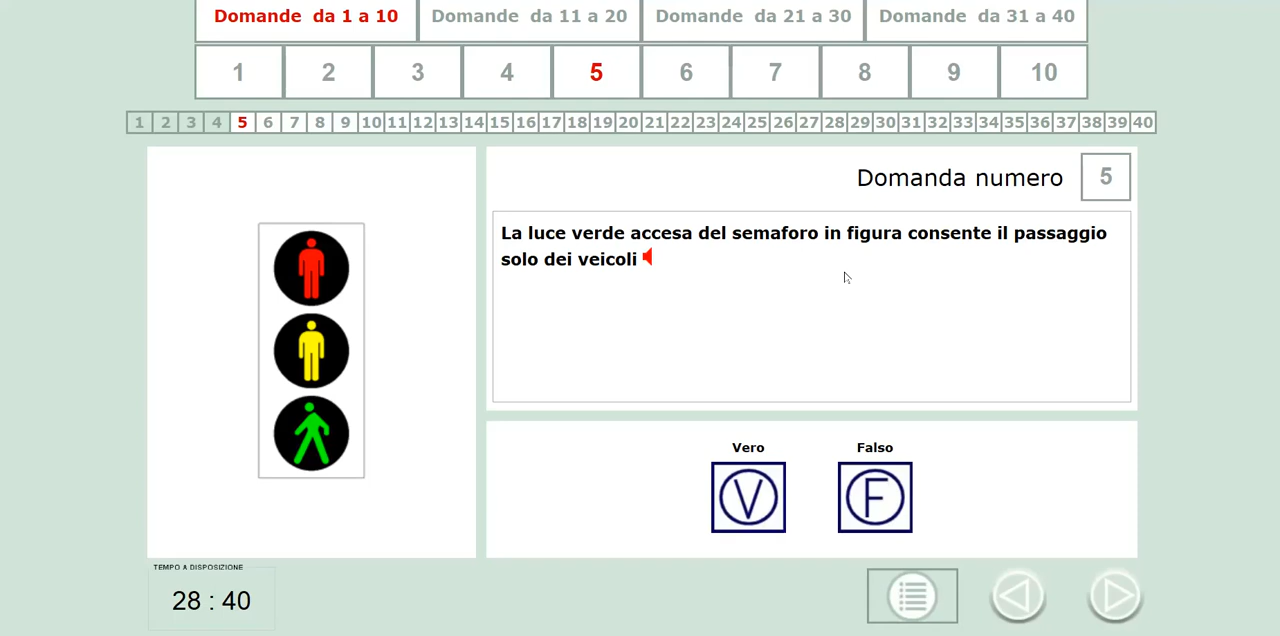 Domande da 1 a 10 Domande da 11 a 20 Domande da 21 a 30 Domande da 31 a 40
1 2 3 4 5 6 7 8 9 10
1 2 3 4 5 6 7 8 9 10 11 12 13 14 15 16 17 18 19 20 21 22 23 24 25 26 27 28 29 30 31 32 33 34 35 36 37 38 39 40
Domanda numero 5
La luce verde accesa del semaforo in figura consente il passaggio
solo dei veicoli
Vero Falso
V F
TEMPO A DISPOSIZIONE
28 : 40